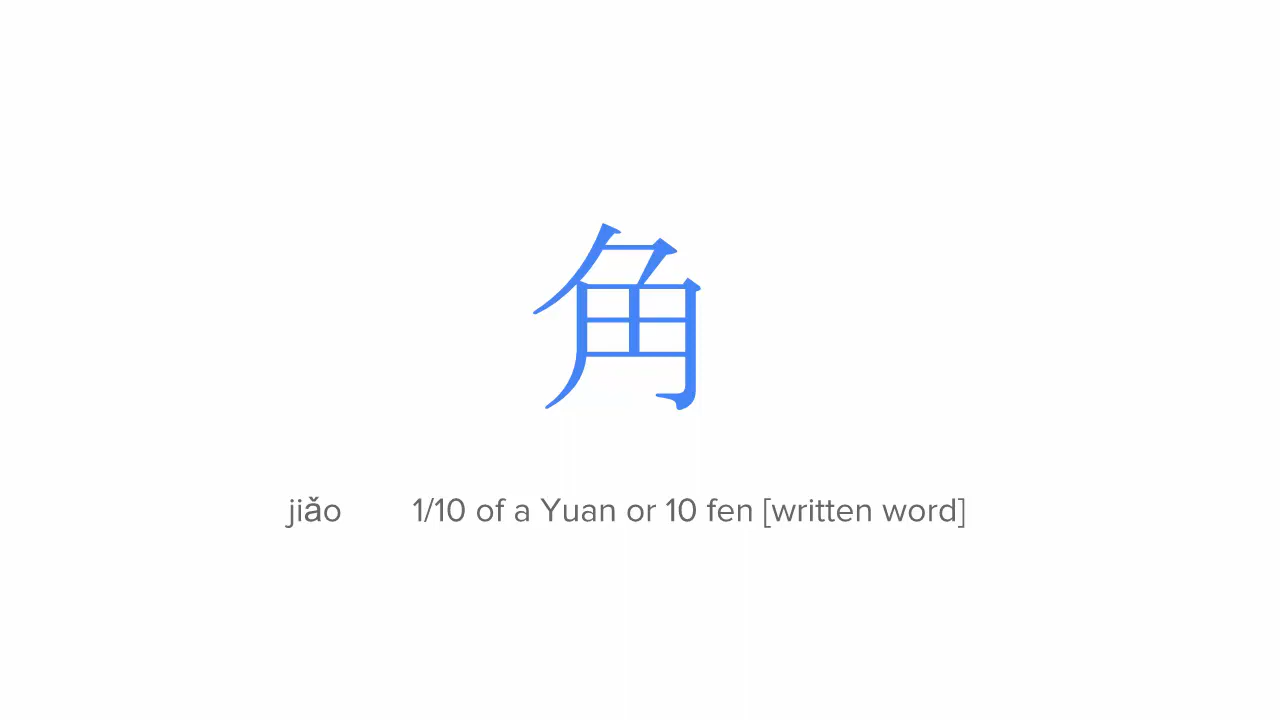 角
jiǎo 1/10 of a Yuan or 10 fen [written word]